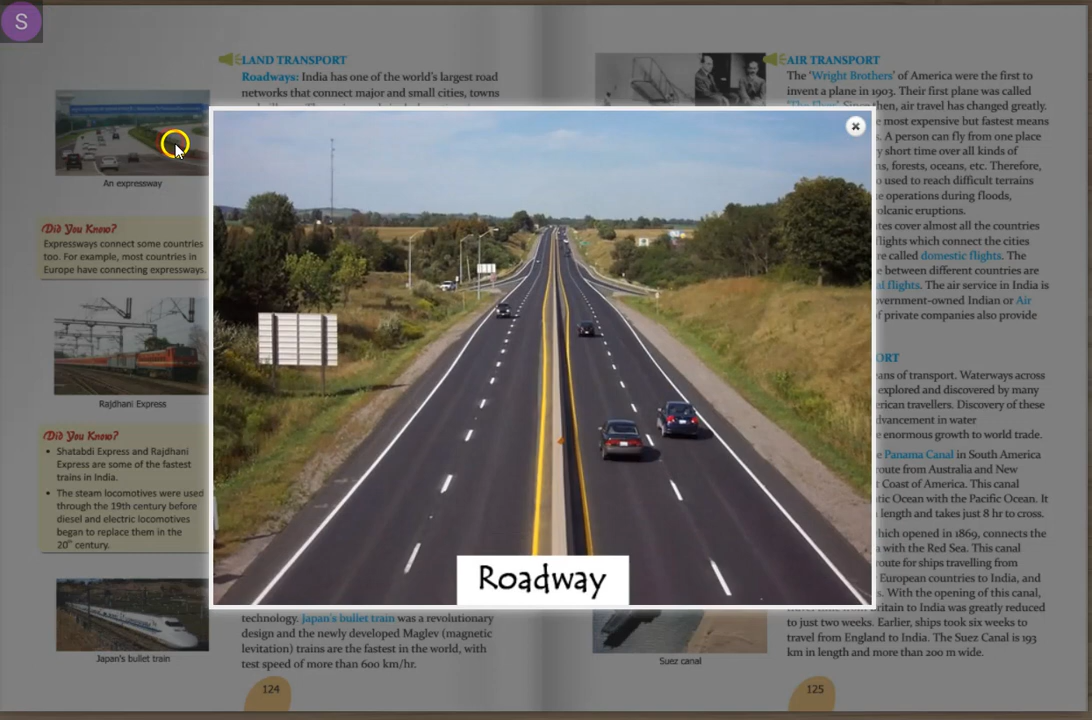 S
LAND TRANSPORT
Roadways: India has one of the world's largest road
networks that connect major and small cities, towns
An expressway
Did You Know?
Expressways connect some countries
too. For example, most countries in
Europe have connecting expressways.
Rajdhani Express
Did You Know?
• Shatabdi Express and Rajdhani
Express are some of the fastest
trains in India.
• The steam locomotives were used
through the 19th century before
diesel and electric locomotives
began to replace them in the
20th century.
Japan's bullet train
Roadway
technology. Japan's bullet train was a revolutionary
design and the newly developed Maglev (magnetic
levitation) trains are the fastest in the world, with
test speed of more than 600 km/hr.
124
AIR TRANSPORT
The 'Wright Brothers' of America were the first to
invent a plane in 1903. Their first plane was called
then, air travel has changed greatly.
most expensive but fastest means
A person can fly from one place
short time over all kinds of
forests, oceans, etc. Therefore,
used to reach difficult terrains
operations during floods,
volcanic eruptions.
cover almost all the countries
flights which connect the cities
called domestic flights. The
between different countries are
flights. The air service in India is
government-owned Indian or Air
private companies also provide
means of transport. Waterways across
explored and discovered by many
travellers. Discovery of these
advancement in water
enormous growth to world trade.
Panama Canal in South America
route from Australia and New
Coast of America. This canal
Ocean with the Pacific Ocean. It
length and takes just 8 hr to cross.
which opened in 1869, connects the
with the Red Sea. This canal
route for ships travelling from
European countries to India, and
With the opening of this canal,
Britain to India was greatly reduced
to just two weeks. Earlier, ships took six weeks to
travel from England to India. The Suez Canal is 193
km in length and more than 200 m wide.
Suez canal
125